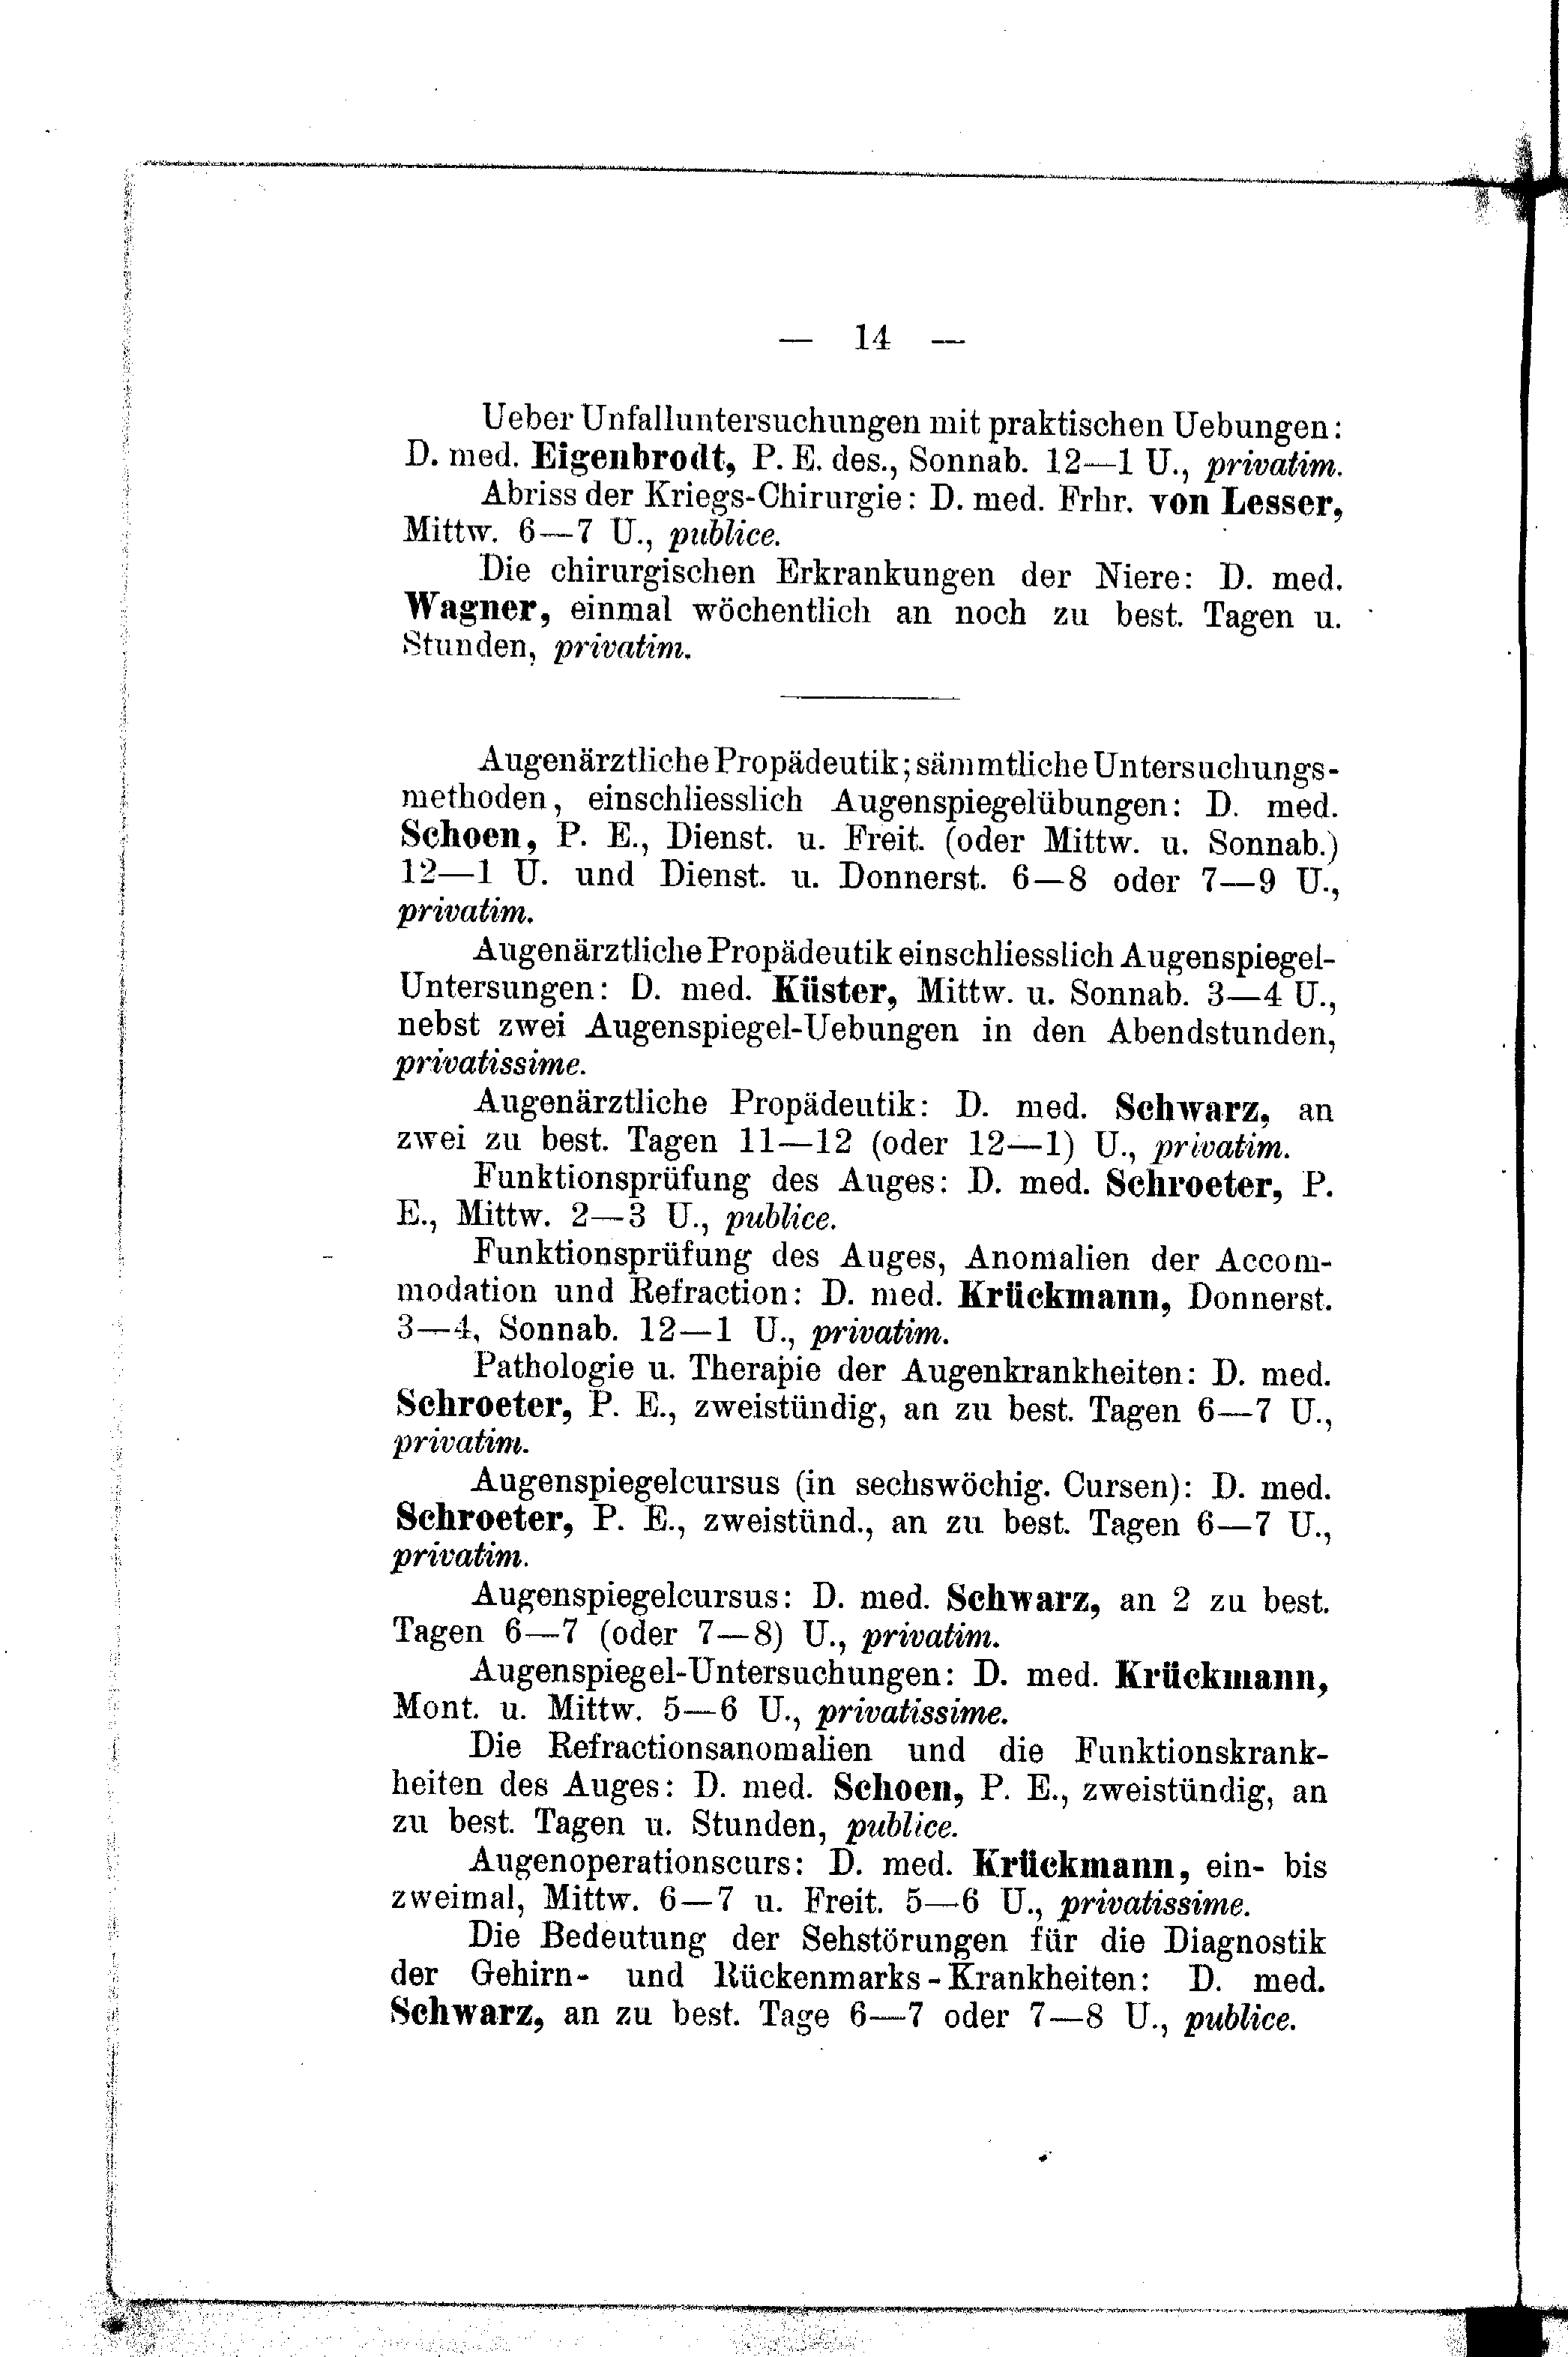 — 14 —
Ueber Unfalluntersuchungen mit praktischen Uebungen:
D. med. Eigenbrodt, P. E. des., Sonnab. 12—1 U., privatim.
Abriss der Kriegs-Chirurgie: D. med. Frhr. von Lesser,
Mittw. 6—7 U., publice.
Die chirurgischen Erkrankungen der Niere: D. med.
Wagner, einmal wöchentlich an noch zu best. Tagen u.
Stunden, privatim.
Augenärztliche Propädeutik; sämmtliche Untersuchungs-
methoden, einschliesslich Augenspiegelübungen: D. med.
Schoen, P. E., Dienst. u. Freit. (oder Mittw. u. Sonnab.)
12—1 U. und Dienst. u. Donnerst. 6—8 oder 7—9 U.,
privatim.
Augenärztliche Propädeutik einschliesslich Augenspiegel-
Untersungen: D. med. Küster, Mittw. u. Sonnab. 3—4 U.,
nebst zwei Augenspiegel-Uebungen in den Abendstunden,
privatissime.
Augenärztliche Propädeutik: D. med. Schwarz, an
zwei zu best. Tagen 11—12 (oder 12—1) U., privatim.
Funktionsprüfung des Auges: D. med. Schroeter, P.
E., Mittw. 2—3 U., publice.
Funktionsprüfung des Auges, Anomalien der Accom-
modation und Refraction: D. med. Krückmann, Donnerst.
3—4, Sonnab. 12—1 U., privatim.
Pathologie u. Therapie der Augenkrankheiten: D. med.
Schroeter, P. E., zweistündig, an zu best. Tagen 6—7 U.,
privatim.
Augenspiegelcursus (in sechswöchig. Cursen): D. med.
Schroeter, P. E., zweistünd., an zu best. Tagen 6—7 U.,
privatim.
Augenspiegelcursus: D. med. Schwarz, an 2 zu best.
Tagen 6—7 (oder 7—8) U., privatim.
Augenspiegel-Untersuchungen: D. med. Krückmann,
Mont. u. Mittw. 5—6 U., privatissime.
Die Refractionsanomalien und die Funktionskrank-
heiten des Auges: D. med. Schoen, P. E., zweistündig, an
zu best. Tagen u. Stunden, publice.
Augenoperationscurs: D. med. Krückmann, ein- bis
zweimal, Mittw. 6—7 u. Freit. 5—6 U., privatissime.
Die Bedeutung der Sehstörungen für die Diagnostik
der Gehirn- und Rückenmarks-Krankheiten: D. med.
Schwarz, an zu best. Tage 6—7 oder 7—8 U., publice.